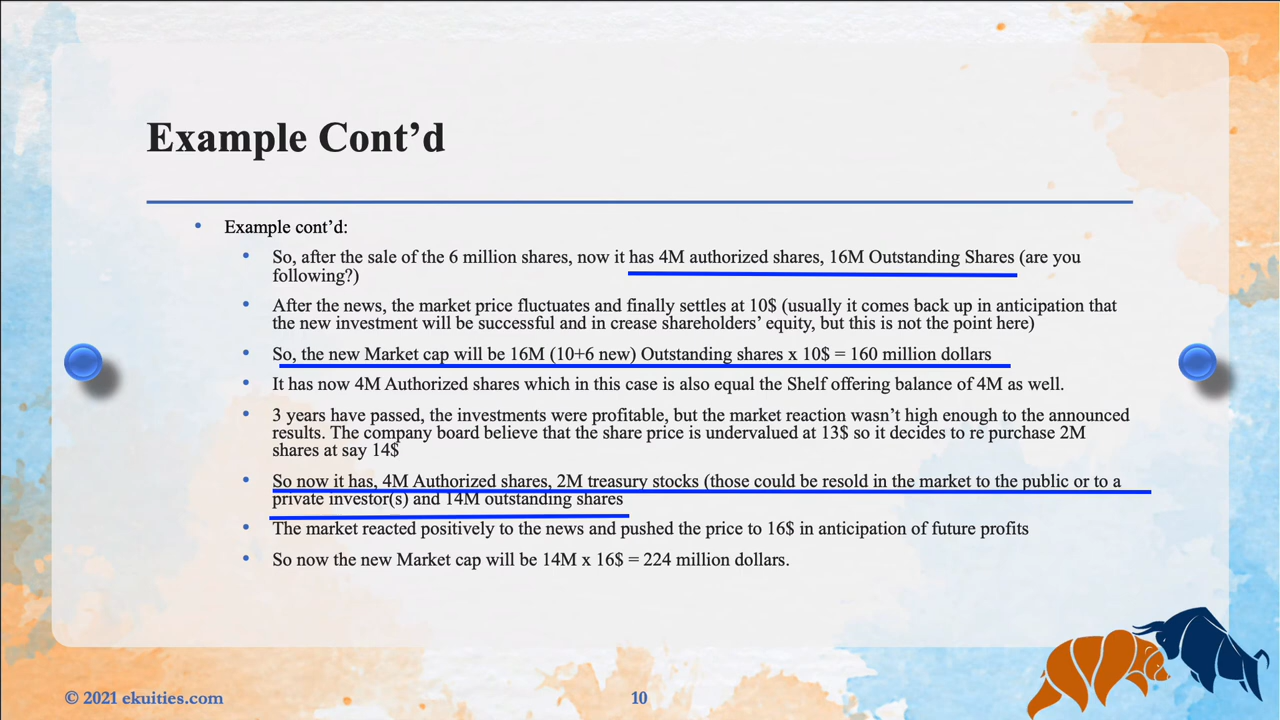 Example Cont’d
Example cont’d:
So, after the sale of the 6 million shares, now it has 4M authorized shares, 16M Outstanding Shares (are you
following?)
After the news, the market price fluctuates and finally settles at 10$ (usually it comes back up in anticipation that
the new investment will be successful and in crease shareholders’ equity, but this is not the point here)
So, the new Market cap will be 16M (10+6 new) Outstanding shares x 10$ = 160 million dollars
It has now 4M Authorized shares which in this case is also equal the Shelf offering balance of 4M as well.
3 years have passed, the investments were profitable, but the market reaction wasn’t high enough to the announced
results. The company board believe that the share price is undervalued at 13$ so it decides to re purchase 2M
shares at say 14$
So now it has, 4M Authorized shares, 2M treasury stocks (those could be resold in the market to the public or to a
private investor(s) and 14M outstanding shares
The market reacted positively to the news and pushed the price to 16$ in anticipation of future profits
So now the new Market cap will be 14M x 16$ = 224 million dollars.
© 2021 ekuities.com
10